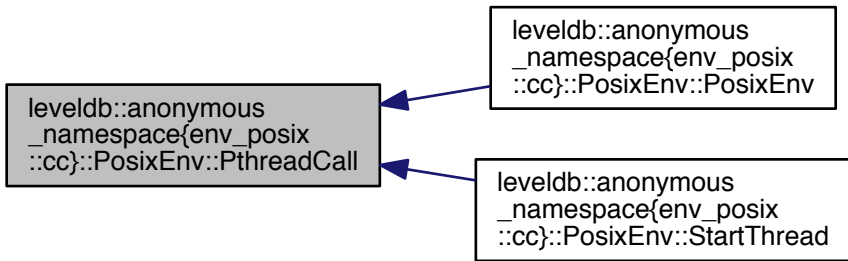 leveldb::anonymous
_namespace{env_posix
::cc}::PosixEnv::PthreadCall
leveldb::anonymous
_namespace{env_posix
::cc}::PosixEnv::PosixEnv
leveldb::anonymous
_namespace{env_posix
::cc}::PosixEnv::StartThread